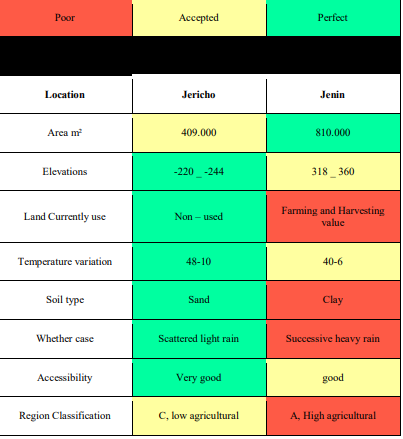 Poor Accepted Perfect
Location Jericho Jenin
Area m² 409.000 810.000
Elevations -220 _ -244 318 _ 360
Land Currently use Non – used Farming and Harvesting
value
Temperature variation 48-10 40-6
Soil type Sand Clay
Whether case Scattered light rain Successive heavy rain
Accessibility Very good good
Region Classification C, low agricultural A, High agricultural